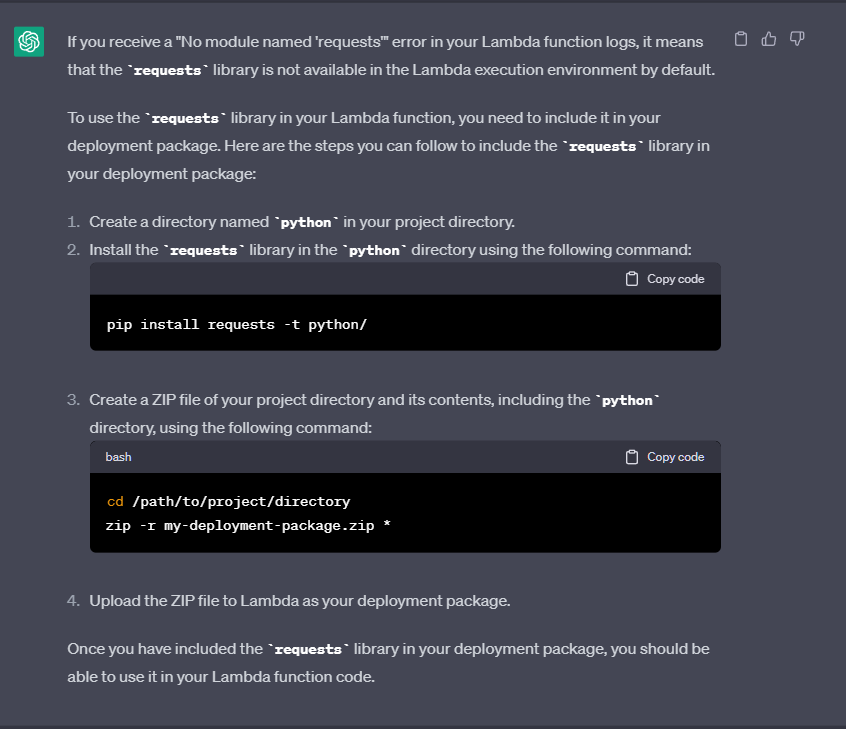 If you receive a "No module named 'requests'" error in your Lambda function logs, it means
that the `requests` library is not available in the Lambda execution environment by default.
To use the `requests` library in your Lambda function, you need to include it in your
deployment package. Here are the steps you can follow to include the `requests` library in
your deployment package:
1. Create a directory named `python` in your project directory.
2. Install the `requests` library in the `python` directory using the following command:
Copy code
pip install requests -t python/
3. Create a ZIP file of your project directory and its contents, including the `python`
directory, using the following command:
bash Copy code
cd /path/to/project/directory
zip -r my-deployment-package.zip *
4. Upload the ZIP file to Lambda as your deployment package.
Once you have included the `requests` library in your deployment package, you should be
able to use it in your Lambda function code.